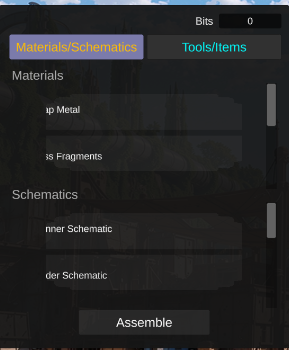 Bits 0
Materials/Schematics Tools/Items
Materials
ap Metal
ss Fragments
Schematics
nner Schematic
der Schematic
Assemble